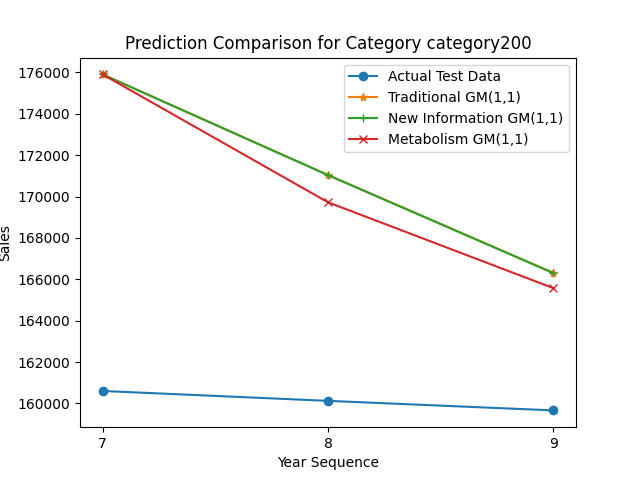 Prediction Comparison for Category category200
Actual Test Data
Traditional GM(1,1)
New Information GM(1,1)
Metabolism GM(1,1)
Sales
176000
174000
172000
170000
168000
166000
164000
162000
160000
7
8
9
Year Sequence